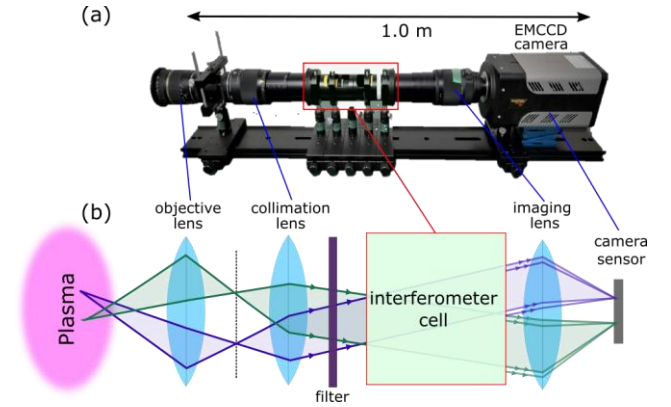 (a)
1.0 m
EMCCD
camera
(b)
objective
lens
collimation
lens
imaging
lens
camera
sensor
Plasma
interferometer
cell
filter